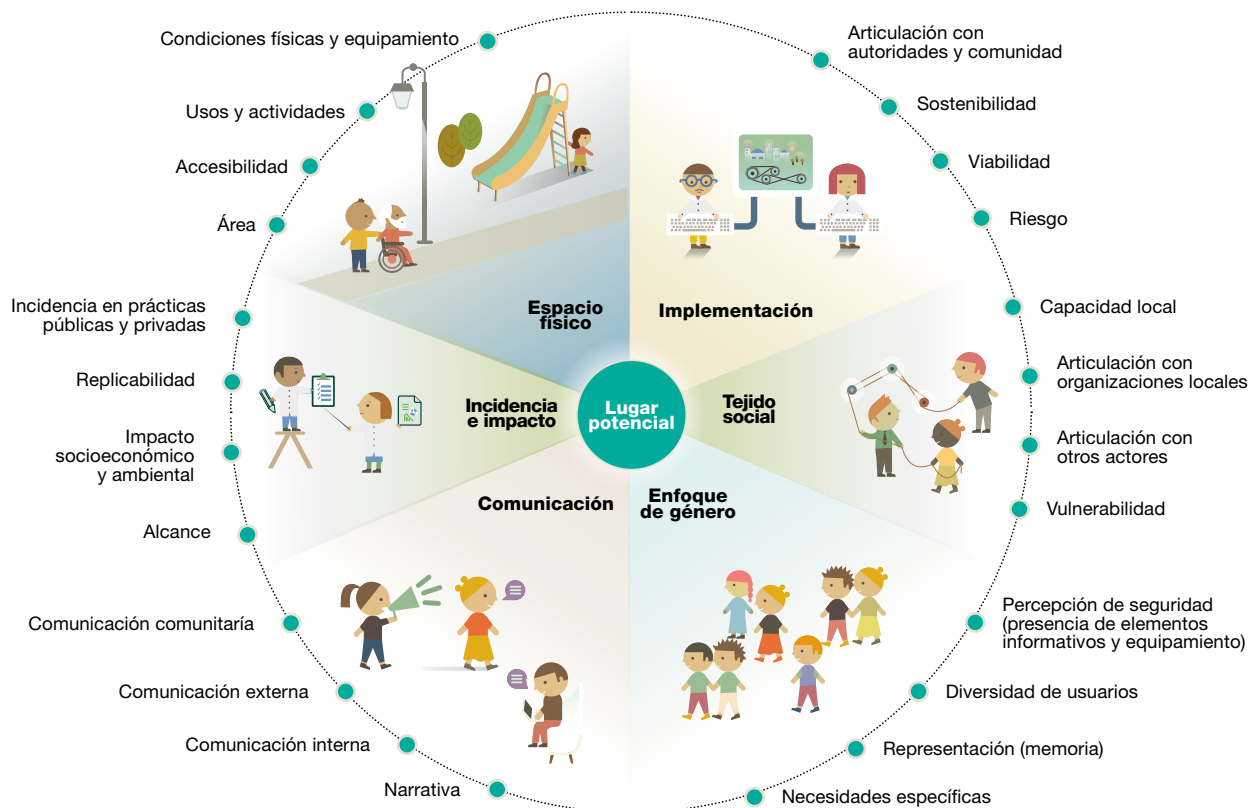 Condiciones físicas y equipamiento
Usos y actividades
Accesibilidad
Área
Incidencia en prácticas
públicas y privadas
Replicabilidad
Impacto
socioeconómico
y ambiental
Alcance
Comunicación comunitaría
Comunicación externa
Comunicación interna
Narrativa
Articulación con
autoridades y comunidad
Sostenibilidad
Viabilidad
Riesgo
Capacidad local
Articulación con
organizaciones locales
Articulación con
otros actores
Vulnerabilidad
Percepción de seguridad
(presencia de elementos
informativos y equipamiento)
Diversidad de usuarios
Representación (memoria)
Necesidades específicas
Espacio
físico
Implementación
Incidencia
e impacto
Lugar
potencial
Tejido
social
Comunicación
Enfoque
de género